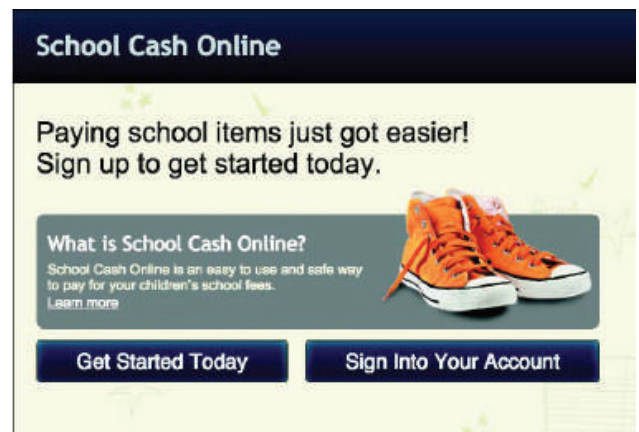 School Cash Online
Paying school items just got easier!
Sign up to get started today.
What is School Cash Online?
School Cash Online is an easy to use and safe way
to pay for your children's school fees.
Learn more
Get Started Today
Sign Into Your Account